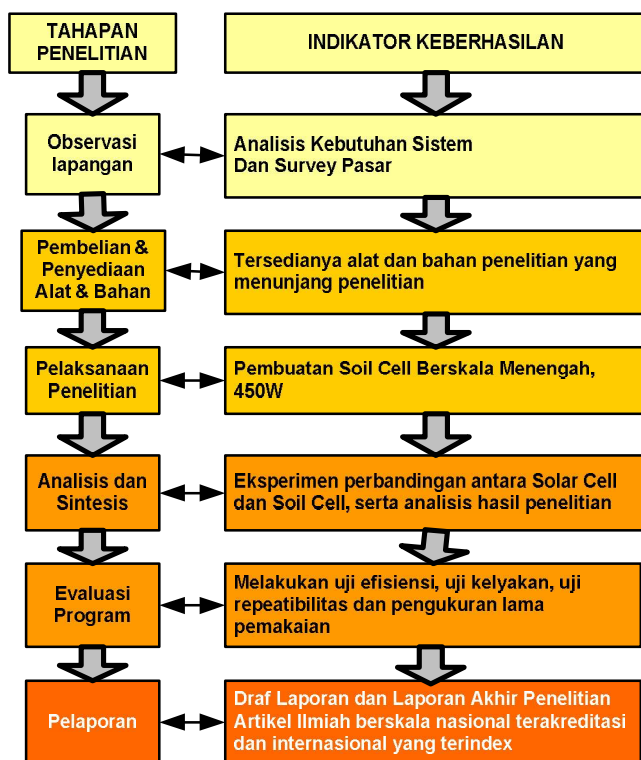 TAHAPAN
PENELITIAN
INDIKATOR KEBERHASILAN
Observasi
lapangan
Analisis Kebutuhan Sistem
Dan Survey Pasar
Pembelian &
Penyediaan
Alat & Bahan
Tersedianya alat dan bahan penelitian yang
menunjang penelitian
Pelaksanaan
Penelitian
Pembuatan Soil Cell Berskala Menengah,
450W
Analisis dan
Sintesis
Eksperimen perbandingan antara Solar Cell
dan Soil Cell, serta analisis hasil penelitian
Evaluasi
Program
Melakukan uji efisiensi, uji kelyakan, uji
repeatibilitas dan pengukuran lama
pemakaian
Pelaporan
Draf Laporan dan Laporan Akhir Penelitian
Artikel Ilmiah berskala nasional terakreditasi
dan internasional yang terindex